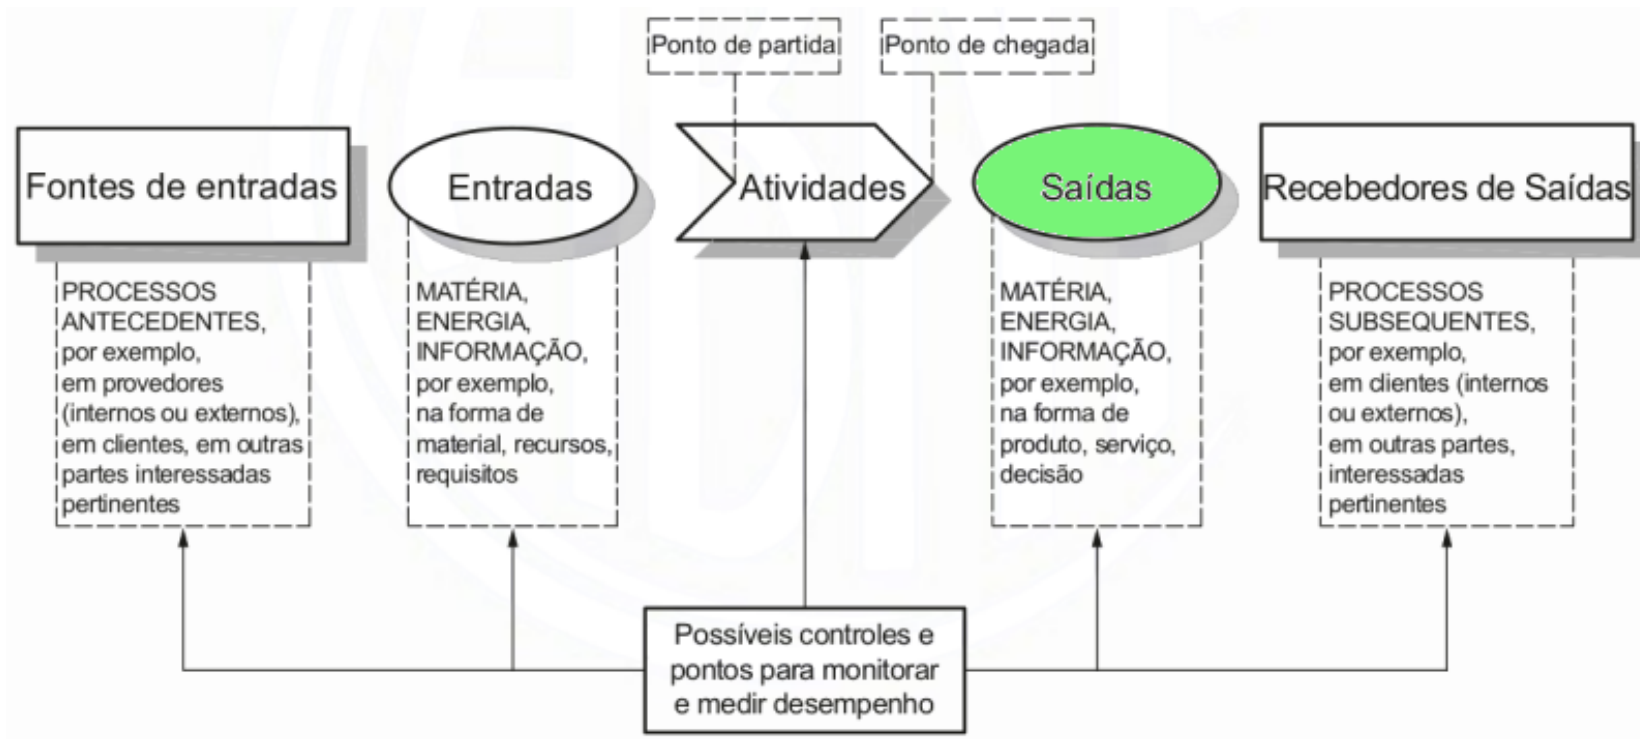 Ponto de partida
Ponto de chegada
Fontes de entradas
Entradas
Atividades
Saídas
Recebedores de Saídas
PROCESSOS
ANTECEDENTES,
por exemplo,
em provedores
(internos ou externos),
em clientes, em outras
partes interessadas
pertinentes
MATÉRIA,
ENERGIA,
INFORMAÇÃO,
por exemplo,
na forma de
material, recursos,
requisitos
MATÉRIA,
ENERGIA,
INFORMAÇÃO,
por exemplo,
na forma de
produto, serviço,
decisão
PROCESSOS
SUBSEQUENTES,
por exemplo,
em clientes (internos
ou externos),
em outras partes,
interessadas
pertinentes
Possíveis controles e
pontos para monitorar
e medir desempenho